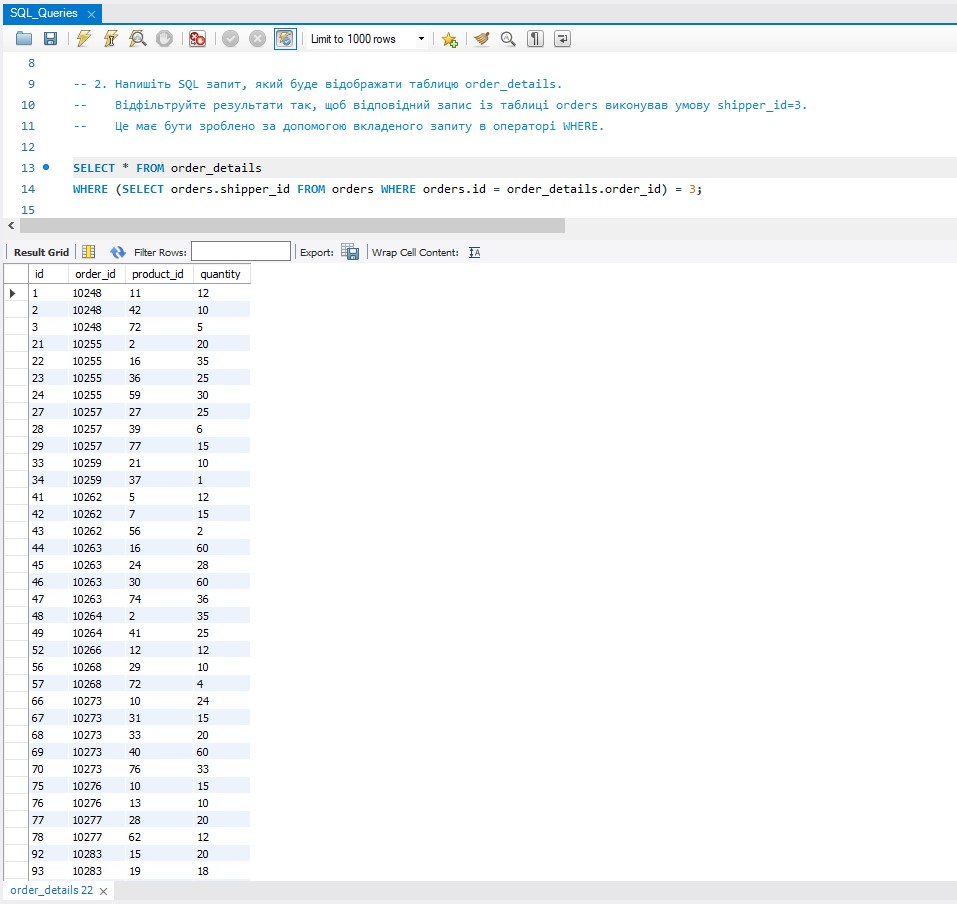 SQL_Queries
Limit to 1000 rows
8
9 -- 2. Напишіть SQL запит, який буде відображати таблицю order_details.
10 -- Відфільтруйте результати так, щоб відповідний запис із таблиці orders виконував умову shipper_id=3.
11 -- Це має бути зроблено за допомогою вкладеного запиту в операторі WHERE.
12
13 SELECT * FROM order_details
14 WHERE (SELECT orders.shipper_id FROM orders WHERE orders.id = order_details.order_id) = 3;
15
Result Grid Filter Rows: Export: Wrap Cell Content:
id order_id product_id quantity
1 10248 11 12
2 10248 42 10
3 10248 72 5
21 10255 2 20
22 10255 16 35
23 10255 36 25
24 10255 59 30
27 10257 27 25
28 10257 39 6
29 10257 77 15
33 10259 21 10
34 10259 37 1
41 10262 5 12
42 10262 7 15
43 10262 56 2
44 10263 16 60
45 10263 24 28
46 10263 30 60
47 10263 74 36
48 10264 2 35
49 10264 41 25
52 10266 12 12
56 10268 29 10
57 10268 72 4
66 10273 10 24
67 10273 31 15
68 10273 33 20
69 10273 40 60
70 10273 76 33
75 10276 10 15
76 10276 13 10
77 10277 28 20
78 10277 62 12
92 10283 15 20
93 10283 19 18
order_details 22